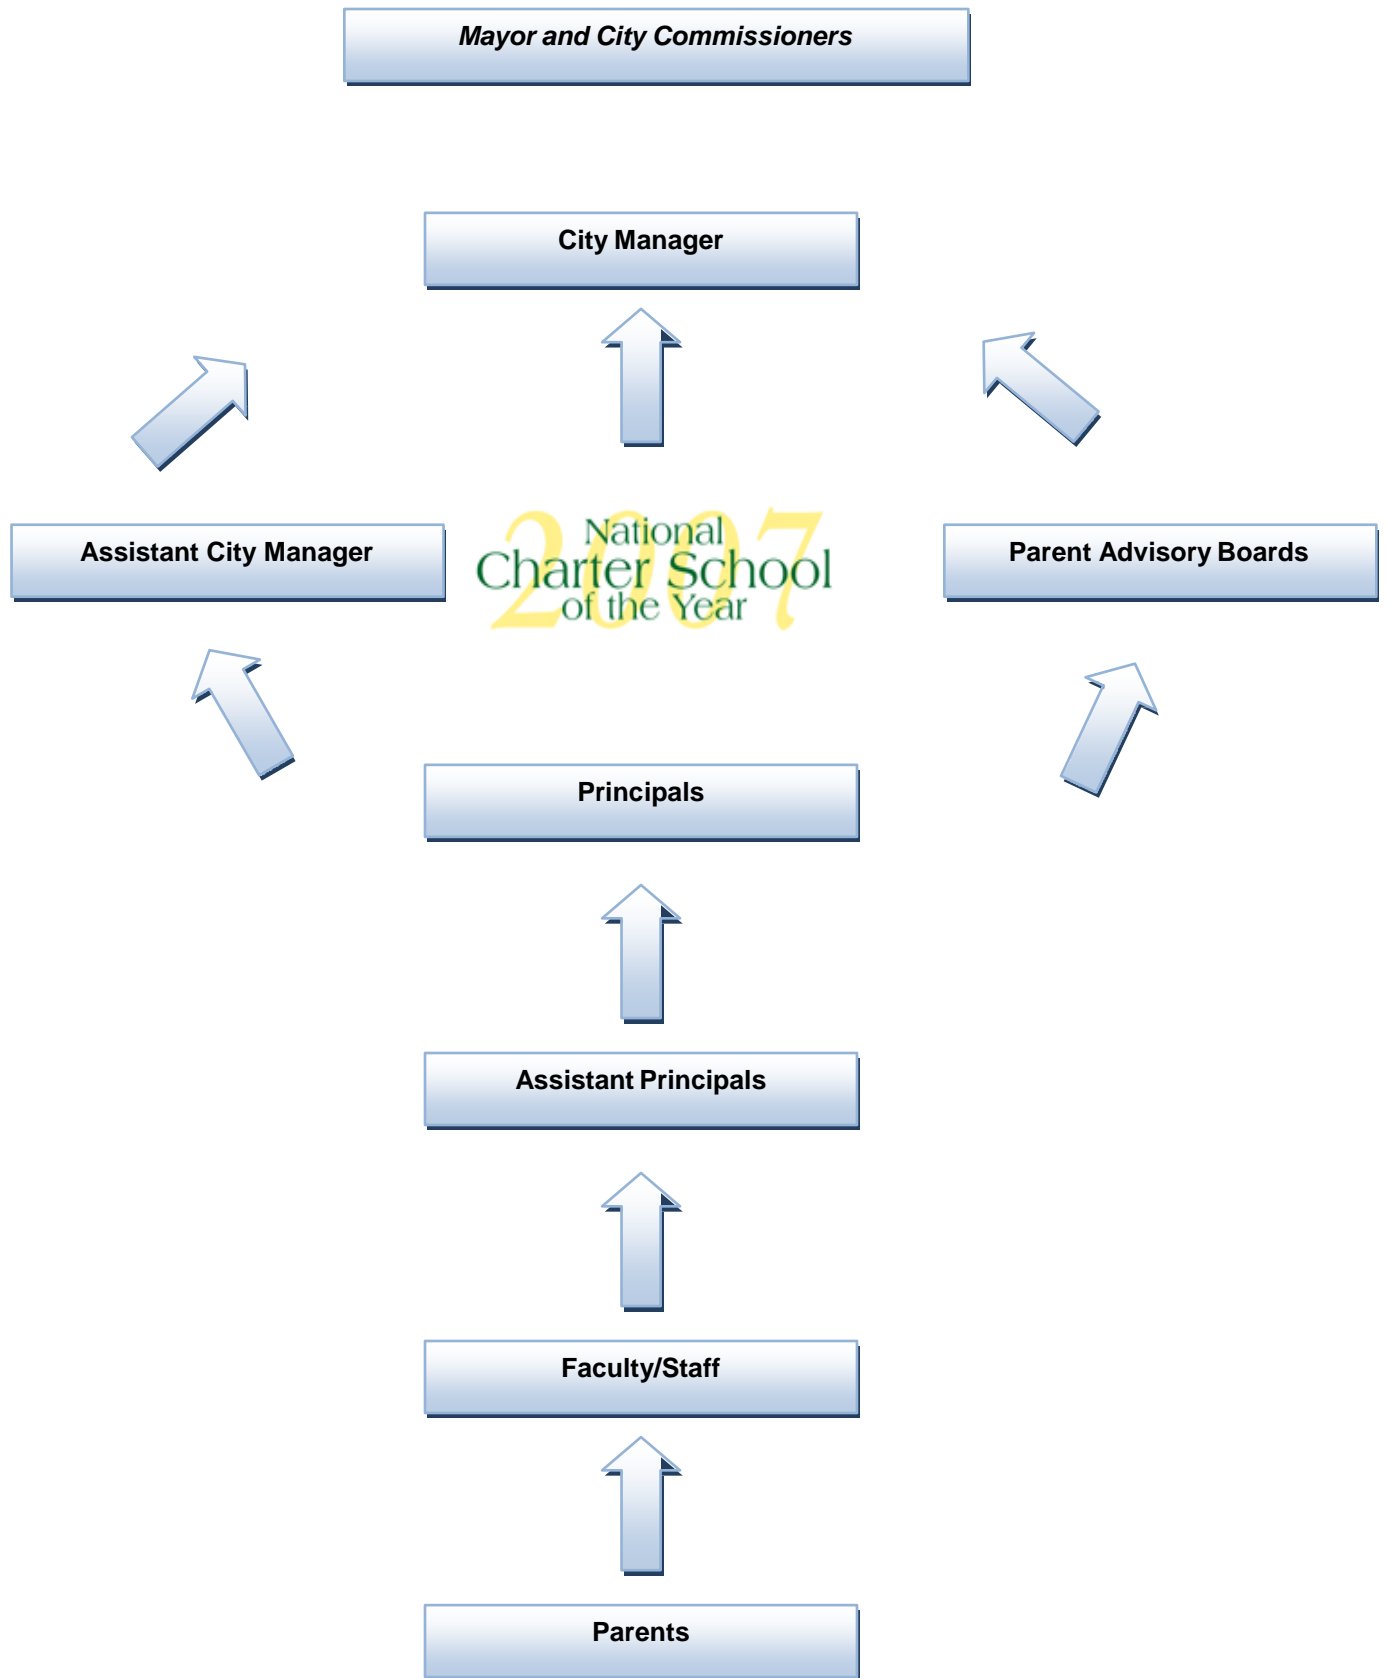 Mayor and City Commissioners
City Manager
Assistant City Manager
2007
National
Charter School
of the Year
Parent Advisory Boards
Principals
Assistant Principals
Faculty/Staff
Parents